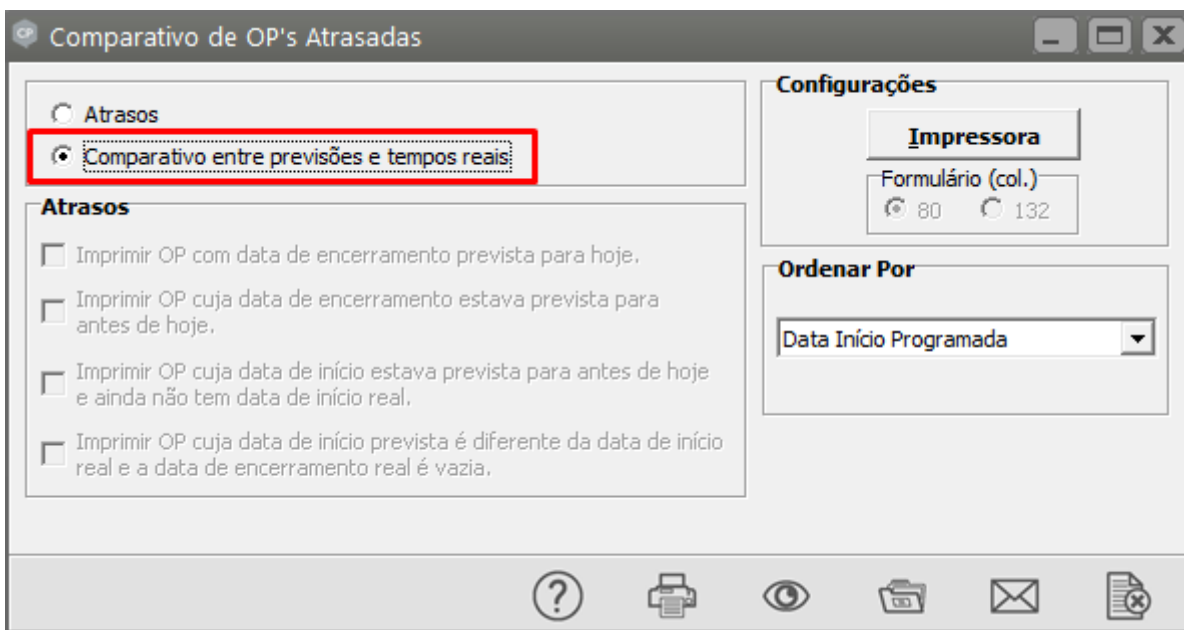 CP Comparativo de OP's Atrasadas
Atrasos
Comparativo entre previsões e tempos reais
Atrasos
Imprimir OP com data de encerramento prevista para hoje.
Imprimir OP cuja data de encerramento estava prevista para
antes de hoje.
Imprimir OP cuja data de início estava prevista para antes de hoje
e ainda não tem data de início real.
Imprimir OP cuja data de início prevista é diferente da data de início
real e a data de encerramento real é vazia.
Configurações
Impressora
Formulário (col.)
80 132
Ordenar Por
Data Início Programada
?